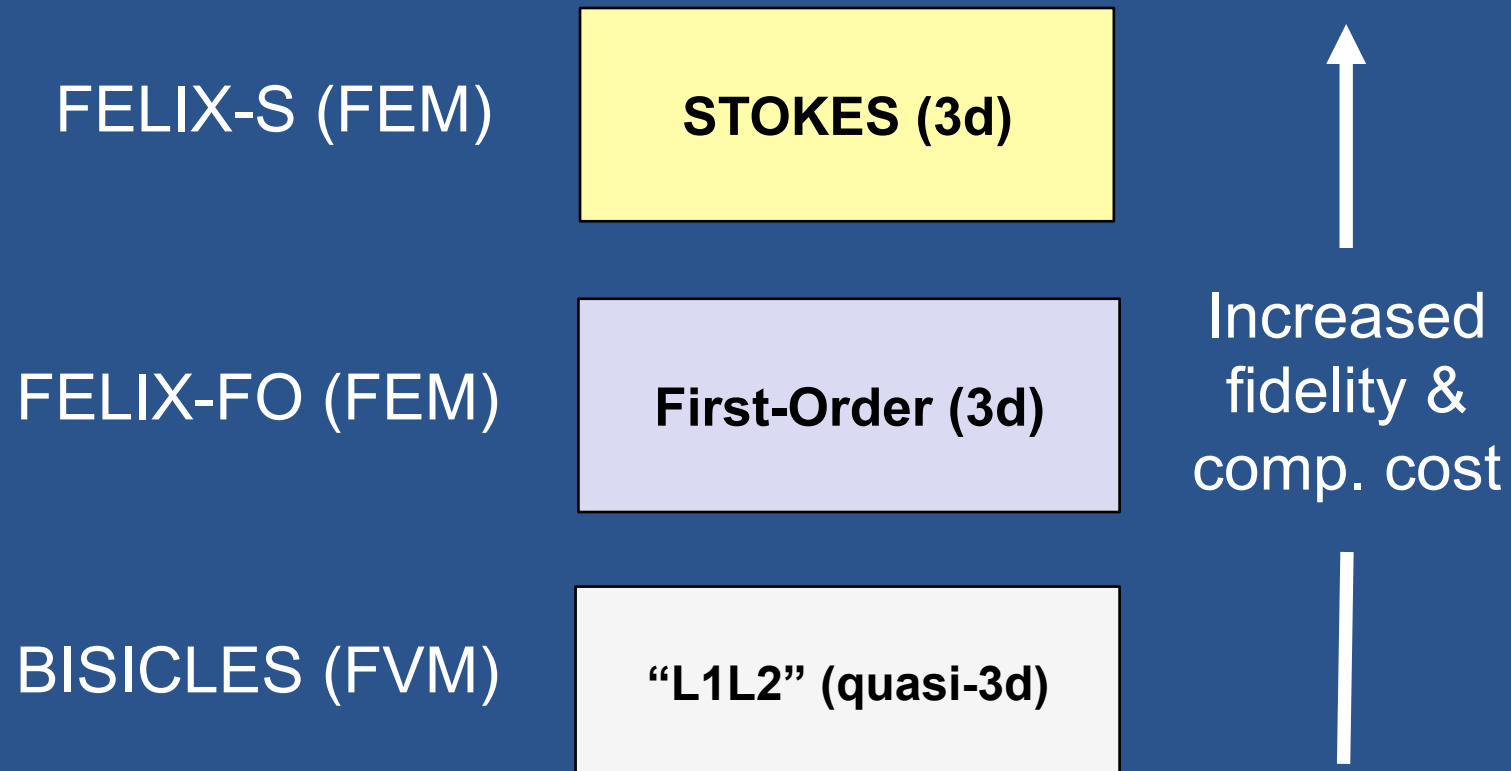 FELIX-S (FEM)
STOKES (3d)
FELIX-FO (FEM)
First-Order (3d)
Increased
fidelity &
comp. cost
BISICLES (FVM)
“L1L2” (quasi-3d)